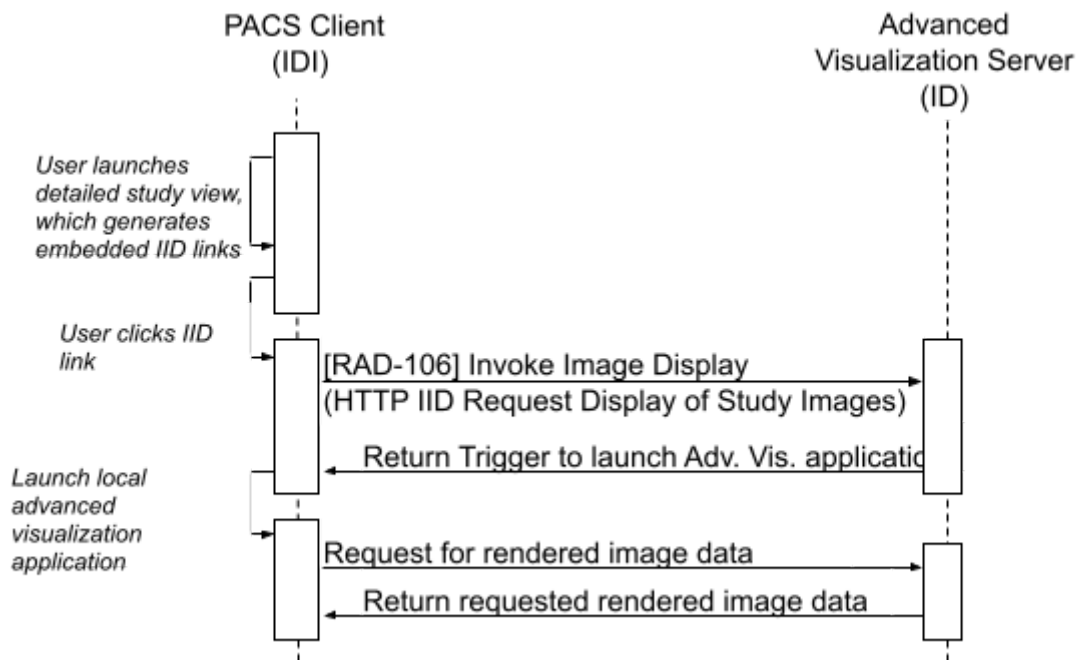 PACS Client
(IDI)
Advanced
Visualization Server
(ID)
User launches
detailed study view,
which generates
embedded IID links
User clicks IID
link
[RAD-106] Invoke Image Display
(HTTP IID Request Display of Study Images)
Return Trigger to launch Adv. Vis. applicatio
Launch local
advanced
visualization
application
Request for rendered image data
Return requested rendered image data